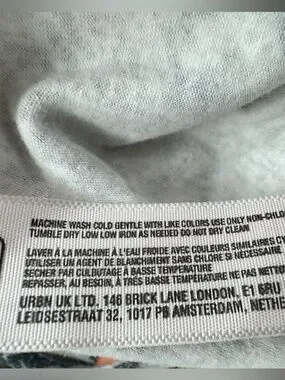 MACHINE WASH COLD GENTLE WITH LIKE COLORS USE ONLY NON-CHLO
TUMBLE DRY LOW LOW IRON AS NEEDED DO NOT DRY CLEAN
LAVER À LA MACHINE À L'EAU FROIDE AVEC COULEURS SIMILAIRES CY
UTILISER UN AGENT DE BLANCHIMENT SANS CHLORE SI NÉCESSAIRE
SÉCHER PAR CULBUTAGE À BASSE TEMPÉRATURE
REPASSER, AU BESOIN, À TRÈS BASSE TEMPÉRATURE NE PAS NETTO
URBN UK LTD. 146 BRICK LANE LONDON, E1 6RU
LEIDSESTRAAT 32, 1017 PB AMSTERDAM, NETHE